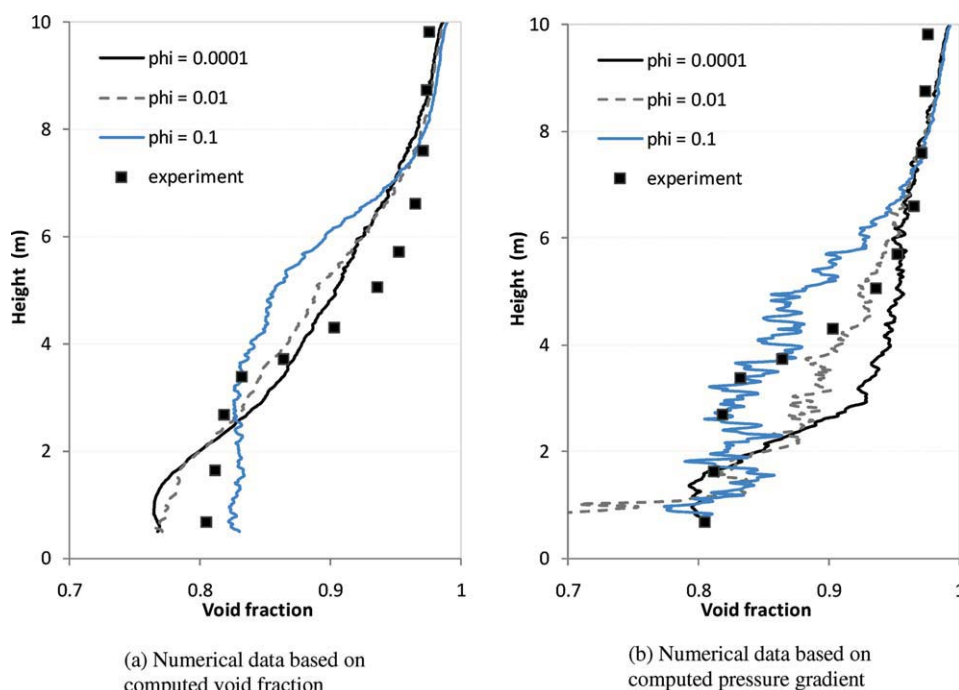 10
8
6
4
2
0
Height (m)
phi = 0.0001
phi = 0.01
phi = 0.1
experiment
0.7 0.8 0.9 1
Void fraction
(a) Numerical data based on
computed void fraction
10
8
6
4
2
0
Height (m)
phi = 0.0001
phi = 0.01
phi = 0.1
experiment
0.7 0.8 0.9 1
Void fraction
(b) Numerical data based on
computed pressure gradient